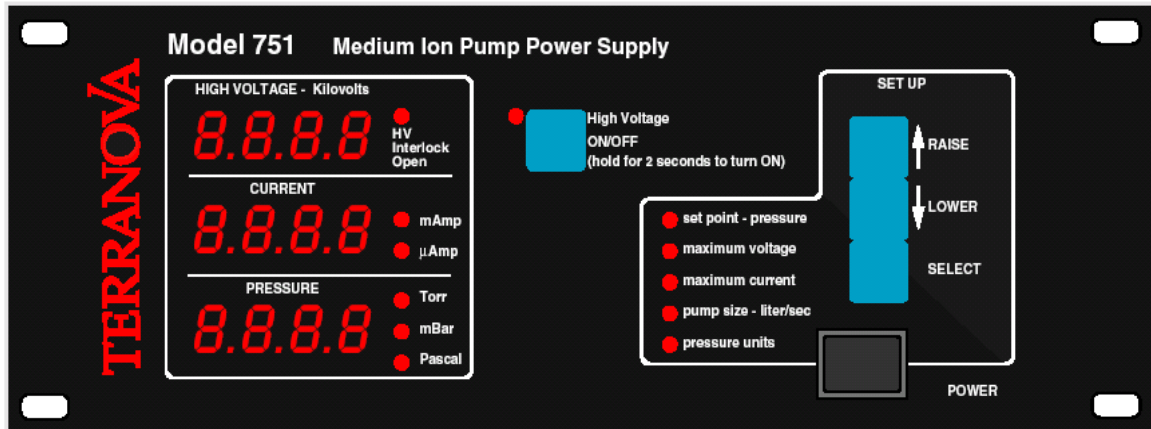 Model 751 Medium Ion Pump Power Supply
TERRANOVA
HIGH VOLTAGE - Kilovolts
8.8.8.8
HV
Interlock
Open
CURRENT
8.8.8.8
mAmp
µAmp
PRESSURE
8.8.8.8
Torr
mBar
Pascal
High Voltage
ON/OFF
(hold for 2 seconds to turn ON)
SET UP
RAISE
LOWER
SELECT
set point - pressure
maximum voltage
maximum current
pump size - liter/sec
pressure units
POWER